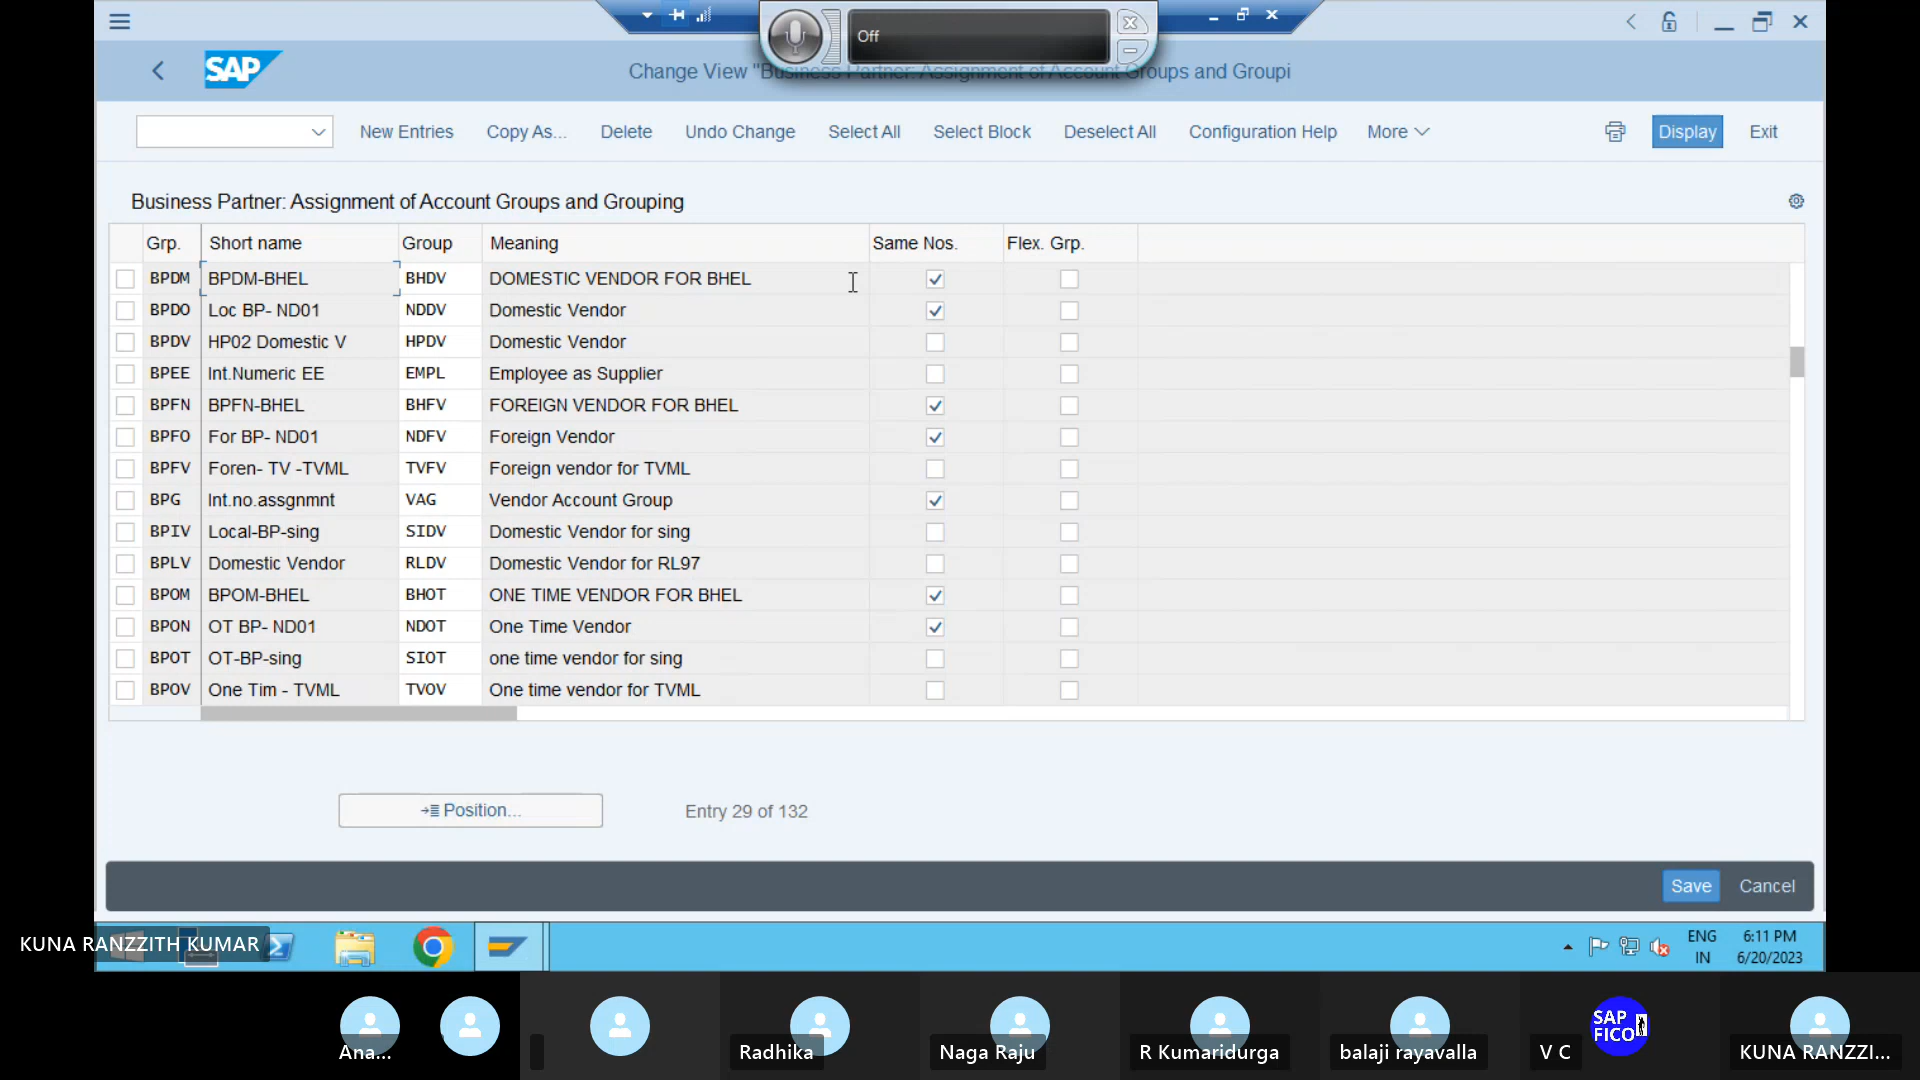 Off
SAP
Change View "Business Partner: Assignment of Account Groups and Groupi
New Entries Copy As... Delete Undo Change Select All Select Block Deselect All Configuration Help More Display Exit
Business Partner: Assignment of Account Groups and Grouping
Grp. Short name Group Meaning Same Nos. Flex. Grp.
BPDM BPDM-BHEL BHDV DOMESTIC VENDOR FOR BHEL
BPDO Loc BP- ND01 NDDV Domestic Vendor
BPDV HP02 Domestic V HPDV Domestic Vendor
BPEE Int.Numeric EE EMPL Employee as Supplier
BPFN BPFN-BHEL BHFV FOREIGN VENDOR FOR BHEL
BPFO For BP- ND01 NDFV Foreign Vendor
BPFV Foren- TV -TVML TVFV Foreign vendor for TVML
BPG Int.no.assgnmnt VAG Vendor Account Group
BPIV Local-BP-sing SIDV Domestic Vendor for sing
BPLV Domestic Vendor RLDV Domestic Vendor for RL97
BPOM BPOM-BHEL BHOT ONE TIME VENDOR FOR BHEL
BPON OT BP- ND01 NDOT One Time Vendor
BPOT OT-BP-sing SIOT one time vendor for sing
BPOV One Tim - TVML TVOV One time vendor for TVML
Position... Entry 29 of 132
Save Cancel
KUNA RANZZITH KUMAR
ENG 6:11 PM
IN 6/20/2023
SAP
FICO
Ana... Radhika Naga Raju R Kumaridurga balaji rayavalla V C KUNA RANZZI...